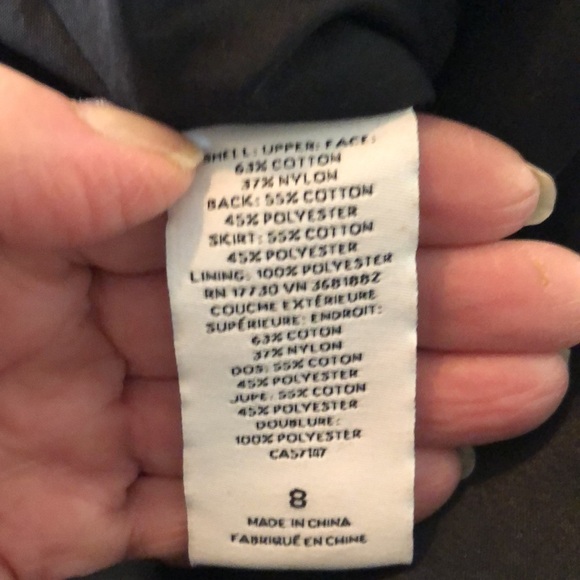 SHELL: UPPER: FACE:
63% COTTON
37% NYLON
BACK: 55% COTTON
45% POLYESTER
SKIRT: 55% COTTON
45% POLYESTER
LINING: 100% POLYESTER
RN 17730 VN 3681882
COUCHE EXTÉRIEURE
SUPÉRIEURE: ENDROIT:
63% COTON
37% NYLON
DOS: 55% COTON
45% POLYESTER
JUPE: 55% COTON
45% POLYESTER
DOUBLURE:
100% POLYESTER
CA57147
8
MADE IN CHINA
FABRIQUÉ EN CHINE